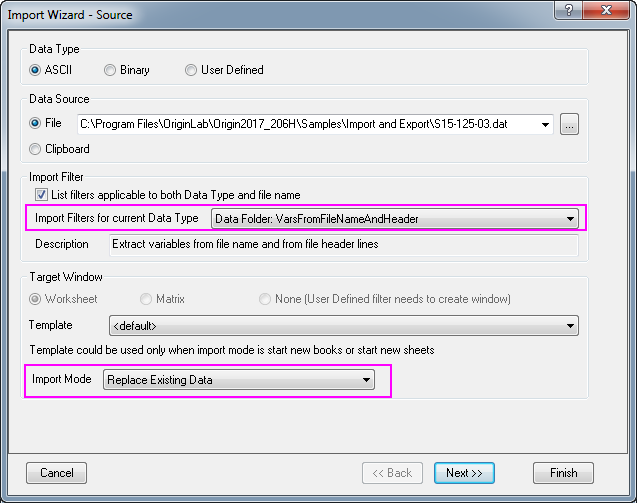 Import Wizard - Source
Data Type
ASCII Binary User Defined
Data Source
File C:\Program Files\OriginLab\Origin2017_206H\Samples\Import and Export\S15-125-03.dat ...
Clipboard
Import Filter
List filters applicable to both Data Type and file name
Import Filters for current Data Type Data Folder: VarsFromFileNameAndHeader
Description Extract variables from file name and from file header lines
Target Window
Worksheet Matrix None (User Defined filter needs to create window)
Template <default>
Template could be used only when import mode is start new books or start new sheets
Import Mode Replace Existing Data
Cancel << Back Next >> Finish